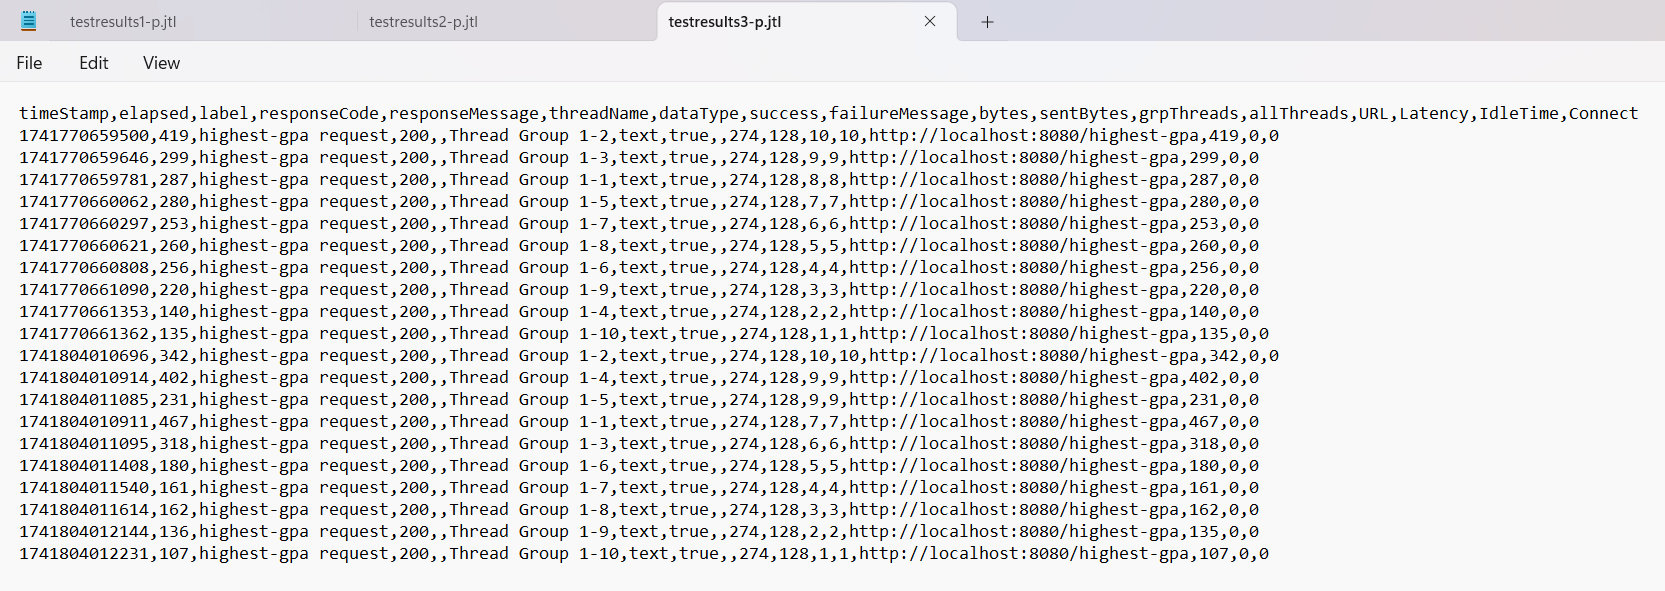 testresults1-p.jtl testresults2-p.jtl testresults3-p.jtl
File Edit View
timeStamp,elapsed,label,responseCode,responseMessage,threadName,dataType,success,failureMessage,bytes,sentBytes,grpThreads,allThreads,URL,Latency,IdleTime,Connect
1741770659500,419,highest-gpa request,200,,Thread Group 1-2,text,true,,274,128,10,10,http://localhost:8080/highest-gpa,419,0,0
1741770659646,299,highest-gpa request,200,,Thread Group 1-3,text,true,,274,128,9,9,http://localhost:8080/highest-gpa,299,0,0
1741770659781,287,highest-gpa request,200,,Thread Group 1-1,text,true,,274,128,8,8,http://localhost:8080/highest-gpa,287,0,0
1741770660062,280,highest-gpa request,200,,Thread Group 1-5,text,true,,274,128,7,7,http://localhost:8080/highest-gpa,280,0,0
1741770660297,253,highest-gpa request,200,,Thread Group 1-7,text,true,,274,128,6,6,http://localhost:8080/highest-gpa,253,0,0
1741770660621,260,highest-gpa request,200,,Thread Group 1-8,text,true,,274,128,5,5,http://localhost:8080/highest-gpa,260,0,0
1741770660808,256,highest-gpa request,200,,Thread Group 1-6,text,true,,274,128,4,4,http://localhost:8080/highest-gpa,256,0,0
1741770661090,220,highest-gpa request,200,,Thread Group 1-9,text,true,,274,128,3,3,http://localhost:8080/highest-gpa,220,0,0
1741770661353,140,highest-gpa request,200,,Thread Group 1-4,text,true,,274,128,2,2,http://localhost:8080/highest-gpa,140,0,0
1741770661362,135,highest-gpa request,200,,Thread Group 1-10,text,true,,274,128,1,1,http://localhost:8080/highest-gpa,135,0,0
1741804010696,342,highest-gpa request,200,,Thread Group 1-2,text,true,,274,128,10,10,http://localhost:8080/highest-gpa,342,0,0
1741804010914,402,highest-gpa request,200,,Thread Group 1-4,text,true,,274,128,9,9,http://localhost:8080/highest-gpa,402,0,0
1741804011085,231,highest-gpa request,200,,Thread Group 1-5,text,true,,274,128,9,9,http://localhost:8080/highest-gpa,231,0,0
1741804010911,467,highest-gpa request,200,,Thread Group 1-1,text,true,,274,128,7,7,http://localhost:8080/highest-gpa,467,0,0
1741804011095,318,highest-gpa request,200,,Thread Group 1-3,text,true,,274,128,6,6,http://localhost:8080/highest-gpa,318,0,0
1741804011408,180,highest-gpa request,200,,Thread Group 1-6,text,true,,274,128,5,5,http://localhost:8080/highest-gpa,180,0,0
1741804011540,161,highest-gpa request,200,,Thread Group 1-7,text,true,,274,128,4,4,http://localhost:8080/highest-gpa,161,0,0
1741804011614,162,highest-gpa request,200,,Thread Group 1-8,text,true,,274,128,3,3,http://localhost:8080/highest-gpa,162,0,0
1741804012144,136,highest-gpa request,200,,Thread Group 1-9,text,true,,274,128,2,2,http://localhost:8080/highest-gpa,135,0,0
1741804012231,107,highest-gpa request,200,,Thread Group 1-10,text,true,,274,128,1,1,http://localhost:8080/highest-gpa,107,0,0